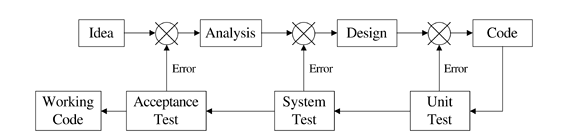 Idea
Analysis
Design
Code
Error
Error
Error
Working
Code
Acceptance
Test
System
Test
Unit
Test